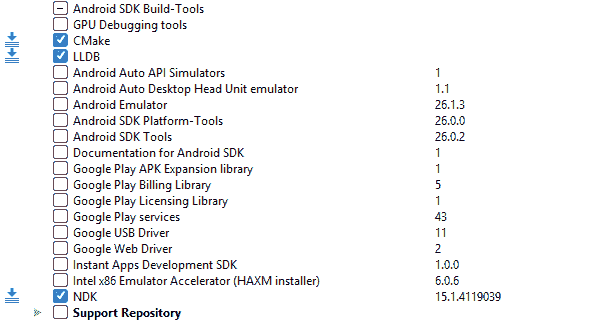 Android SDK Build-Tools
GPU Debugging tools
CMake
LLDB
Android Auto API Simulators 1
Android Auto Desktop Head Unit emulator 1.1
Android Emulator 26.1.3
Android SDK Platform-Tools 26.0.0
Android SDK Tools 26.0.2
Documentation for Android SDK 1
Google Play APK Expansion library 1
Google Play Billing Library 5
Google Play Licensing Library 1
Google Play services 43
Google USB Driver 11
Google Web Driver 2
Instant Apps Development SDK 1.0.0
Intel x86 Emulator Accelerator (HAXM installer) 6.0.6
NDK 15.1.4119039
Support Repository